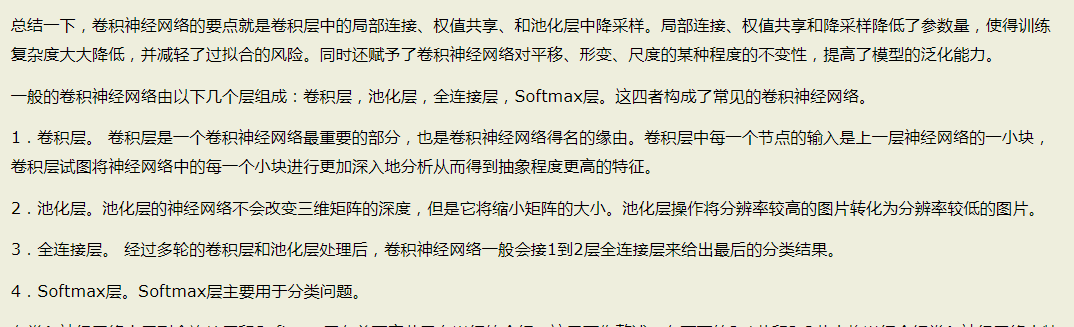 总结一下，卷积神经网络的要点就是卷积层中的局部连接、权值共享、和池化层中降采样。局部连接、权值共享和降采样降低了参数量，使得训练
复杂度大大降低，并减轻了过拟合的风险。同时还赋予了卷积神经网络对平移、形变、尺度的某种程度的不变性，提高了模型的泛化能力。
一般的卷积神经网络由以下几个层组成：卷积层，池化层，全连接层，Softmax层。这四者构成了常见的卷积神经网络。
1．卷积层。 卷积层是一个卷积神经网络最重要的部分，也是卷积神经网络得名的缘由。卷积层中每一个节点的输入是上一层神经网络的一小块，
卷积层试图将神经网络中的每一个小块进行更加深入地分析从而得到抽象程度更高的特征。
2．池化层。池化层的神经网络不会改变三维矩阵的深度，但是它将缩小矩阵的大小。池化层操作将分辨率较高的图片转化为分辨率较低的图片。
3．全连接层。 经过多轮的卷积层和池化层处理后，卷积神经网络一般会接1到2层全连接层来给出最后的分类结果。
4．Softmax层。Softmax层主要用于分类问题。